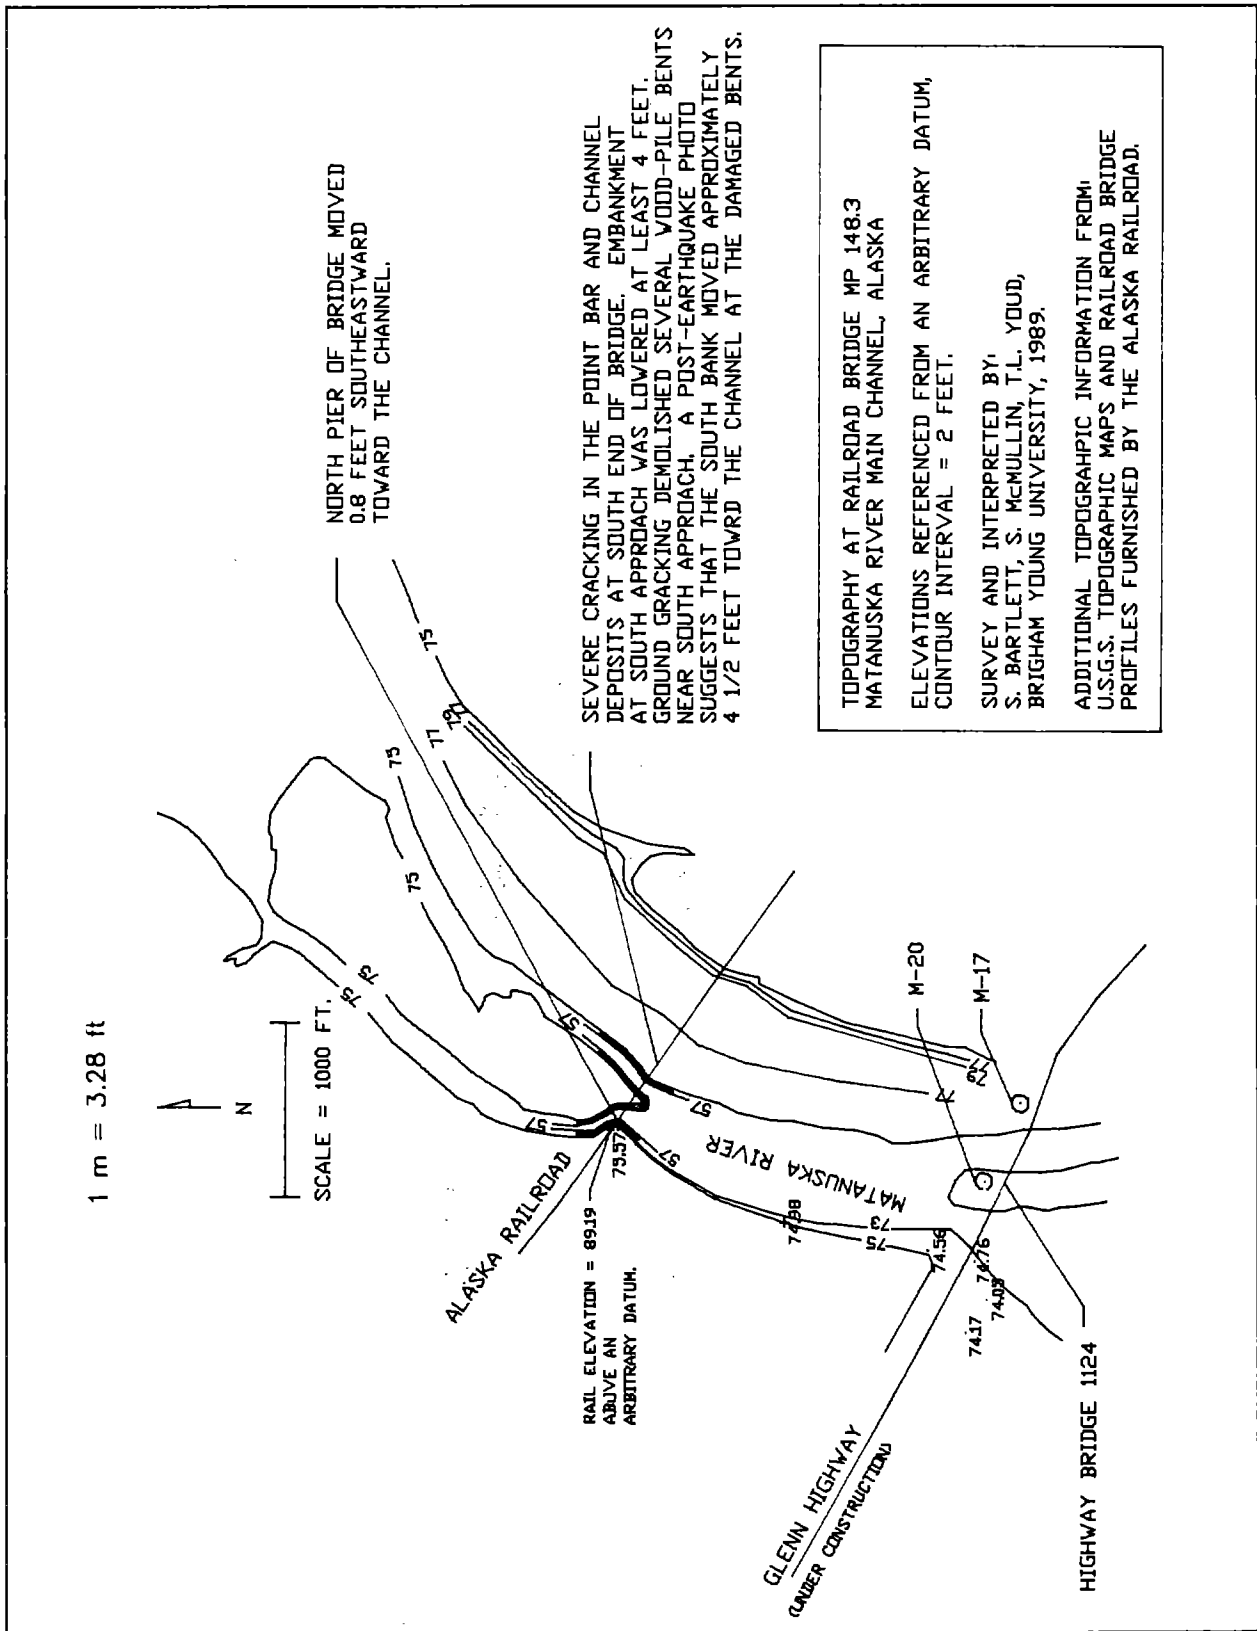 1 m = 3.28 ft
N
SCALE = 1000 FT.
NORTH PIER OF BRIDGE MOVED
0.8 FEET SOUTHEASTWARD
TOWARD THE CHANNEL.
SEVERE CRACKING IN THE POINT BAR AND CHANNEL
DEPOSITS AT SOUTH END OF BRIDGE. EMBANKMENT
AT SOUTH APPROACH WAS LOWERED AT LEAST 4 FEET.
GROUND GRACKING DEMOLISHED SEVERAL WOOD-PILE BENTS
NEAR SOUTH APPROACH. A POST-EARTHQUAKE PHOTO
SUGGESTS THAT THE SOUTH BANK MOVED APPROXIMATELY
4 1/2 FEET TOWRD THE CHANNEL AT THE DAMAGED BENTS.
ALASKA RAILROAD
RAIL ELEVATION = 89.19
ABOVE AN
ARBITRARY DATUM.
75.57
75
75
75
75
75
77
79
77
57
57
57
57
MATANUSKA RIVER
74.98
73
75
74.56
74.76
74.03
74.17
77
79
77
M-20
M-17
GLENN HIGHWAY
(UNDER CONSTRUCTION)
HIGHWAY BRIDGE 1124
TOPOGRAPHY AT RAILROAD BRIDGE MP 148.3
MATANUSKA RIVER MAIN CHANNEL, ALASKA
ELEVATIONS REFERENCED FROM AN ARBITRARY DATUM,
CONTOUR INTERVAL = 2 FEET.
SURVEY AND INTERPRETED BY:
S. BARTLETT, S. McMULLIN, T.L. YOUD,
BRIGHAM YOUNG UNIVERSITY, 1989.
ADDITIONAL TOPOGRAHPIC INFORMATION FROM:
U.S.G.S. TOPOGRAPHIC MAPS AND RAILROAD BRIDGE
PROFILES FURNISHED BY THE ALASKA RAILROAD.